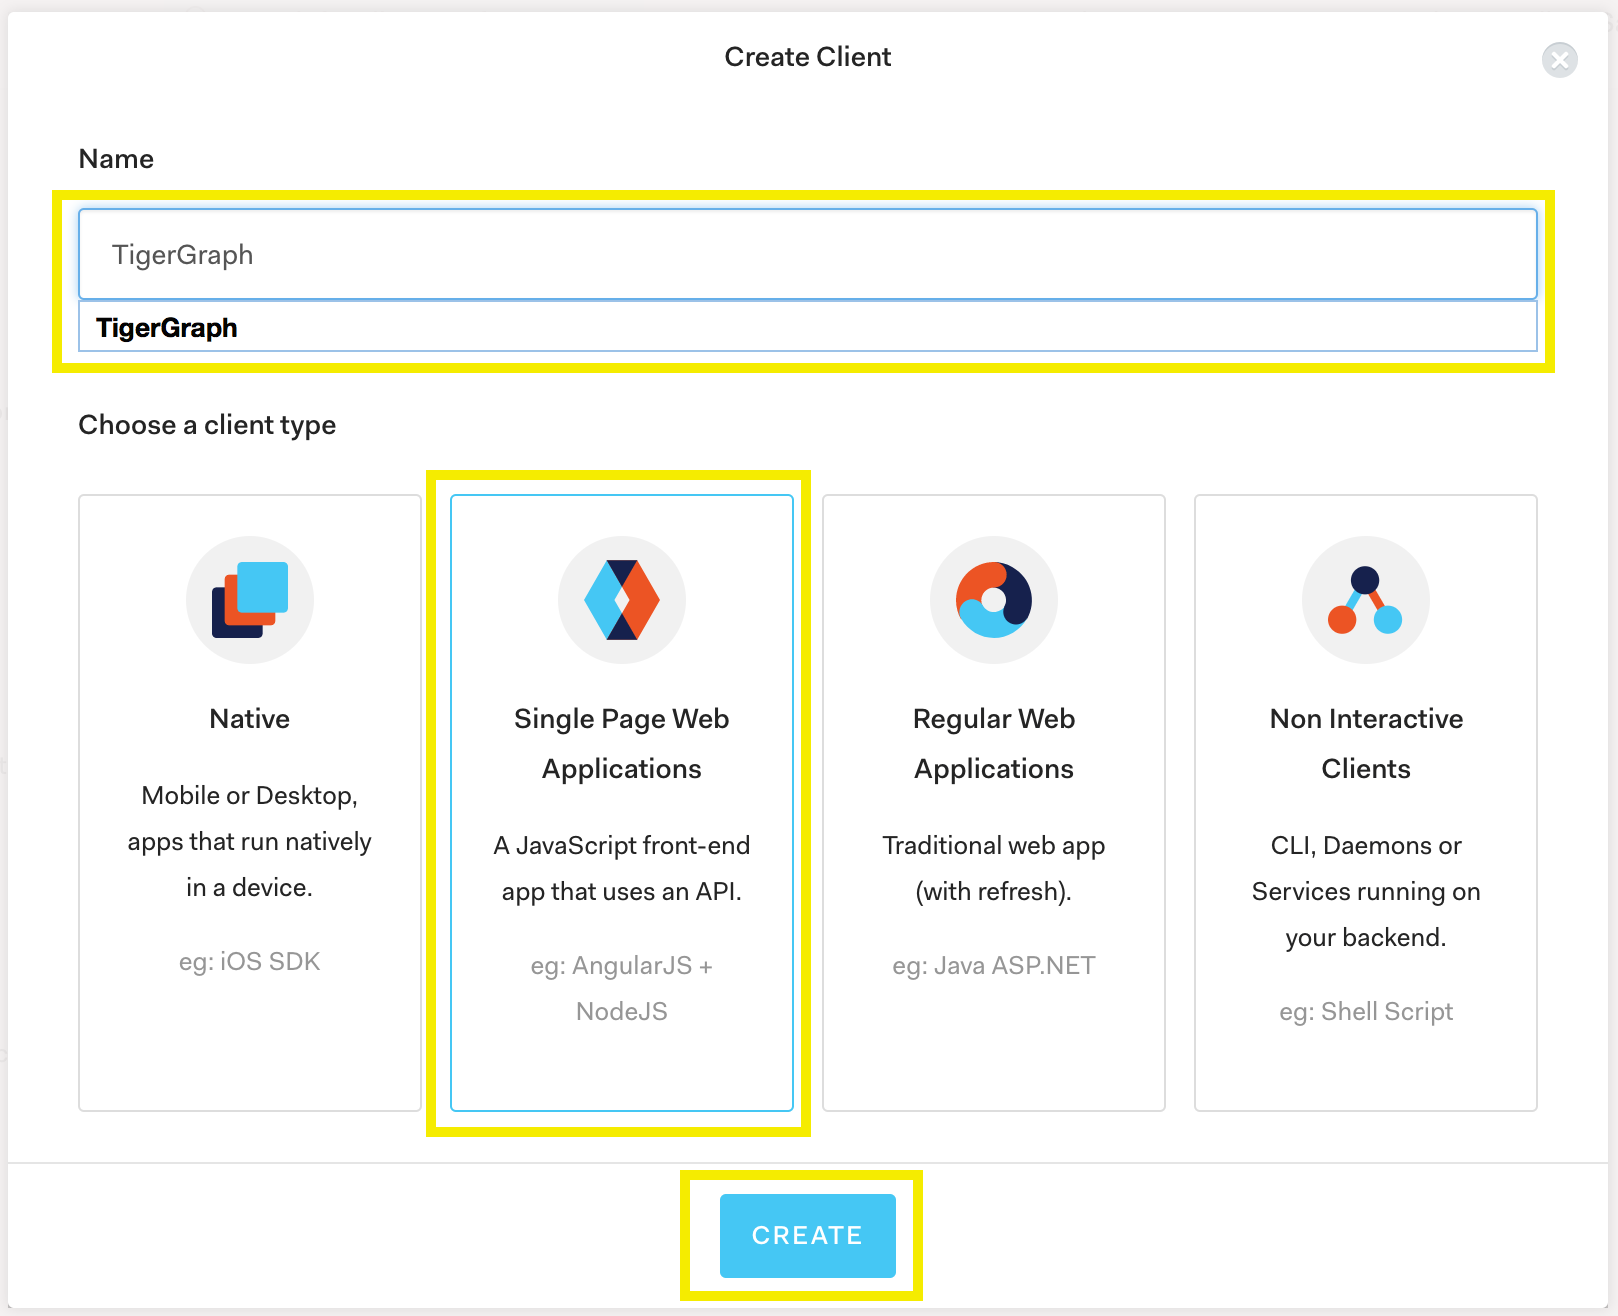 Create Client
Name
TigerGraph
TigerGraph
Choose a client type
Native
Mobile or Desktop,
apps that run natively
in a device.
eg: iOS SDK
Single Page Web
Applications
A JavaScript front-end
app that uses an API.
eg: AngularJS +
NodeJS
Regular Web
Applications
Traditional web app
(with refresh).
eg: Java ASP.NET
Non Interactive
Clients
CLI, Daemons or
Services running on
your backend.
eg: Shell Script
CREATE